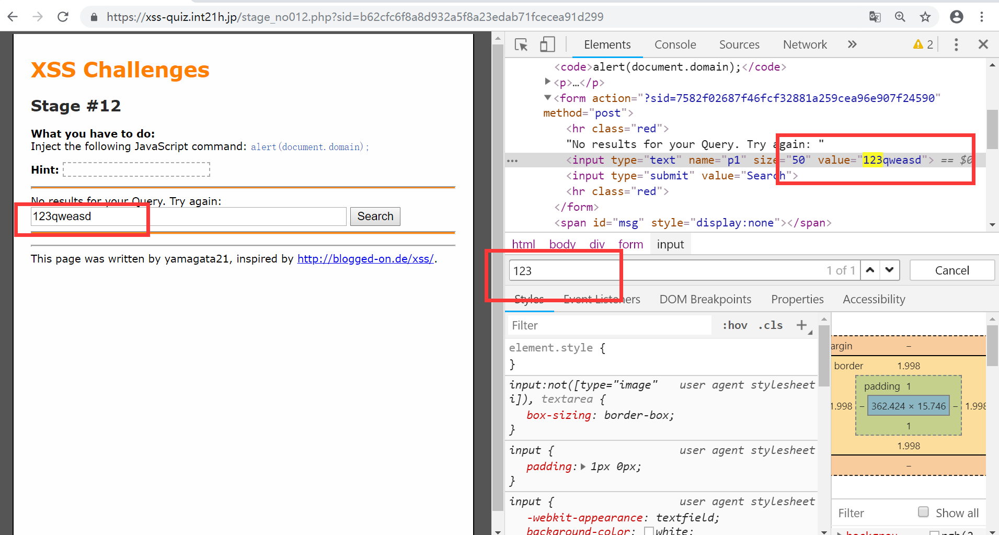 https://xss-quiz.int21h.jp/stage_no012.php?sid=b62cfc6f8a8d932a5f8a23edab71fcecea91d299
XSS Challenges
Stage #12
What you have to do:
Inject the following JavaScript command: alert(document.domain);
Hint:
No results for your Query. Try again:
123qweasd
Search
This page was written by yamagata21, inspired by http://blogged-on.de/xss/.
Elements Console Sources Network » 2
<code>alert(document.domain);</code>
▶<p>…</p>
▼<form action="?sid=7582f02687f46fcf32881a259cea96e907f24590"
method="post">
<hr class="red">
"No results for your Query. Try again: "
<input type="text" name="p1" size="50" value="123qweasd"> == $0
<input type="submit" value="Search">
<hr class="red">
</form>
<span id="msg" style="display:none"></span>
html body div form input
123 1 of 1 Cancel
Styles Event Listeners DOM Breakpoints Properties Accessibility
Filter :hov .cls +
element.style {
}
input:not([type="image" user agent stylesheet
i]), textarea {
box-sizing: border-box;
}
input { user agent stylesheet
padding:▶1px 0px;
}
input { user agent stylesheet
-webkit-appearance: textfield;
background-color: white;
argin –
border 1.998
padding 1
1.998 – 362.424 × 15.746 – 1.998
1
1.998
–
Filter Show all